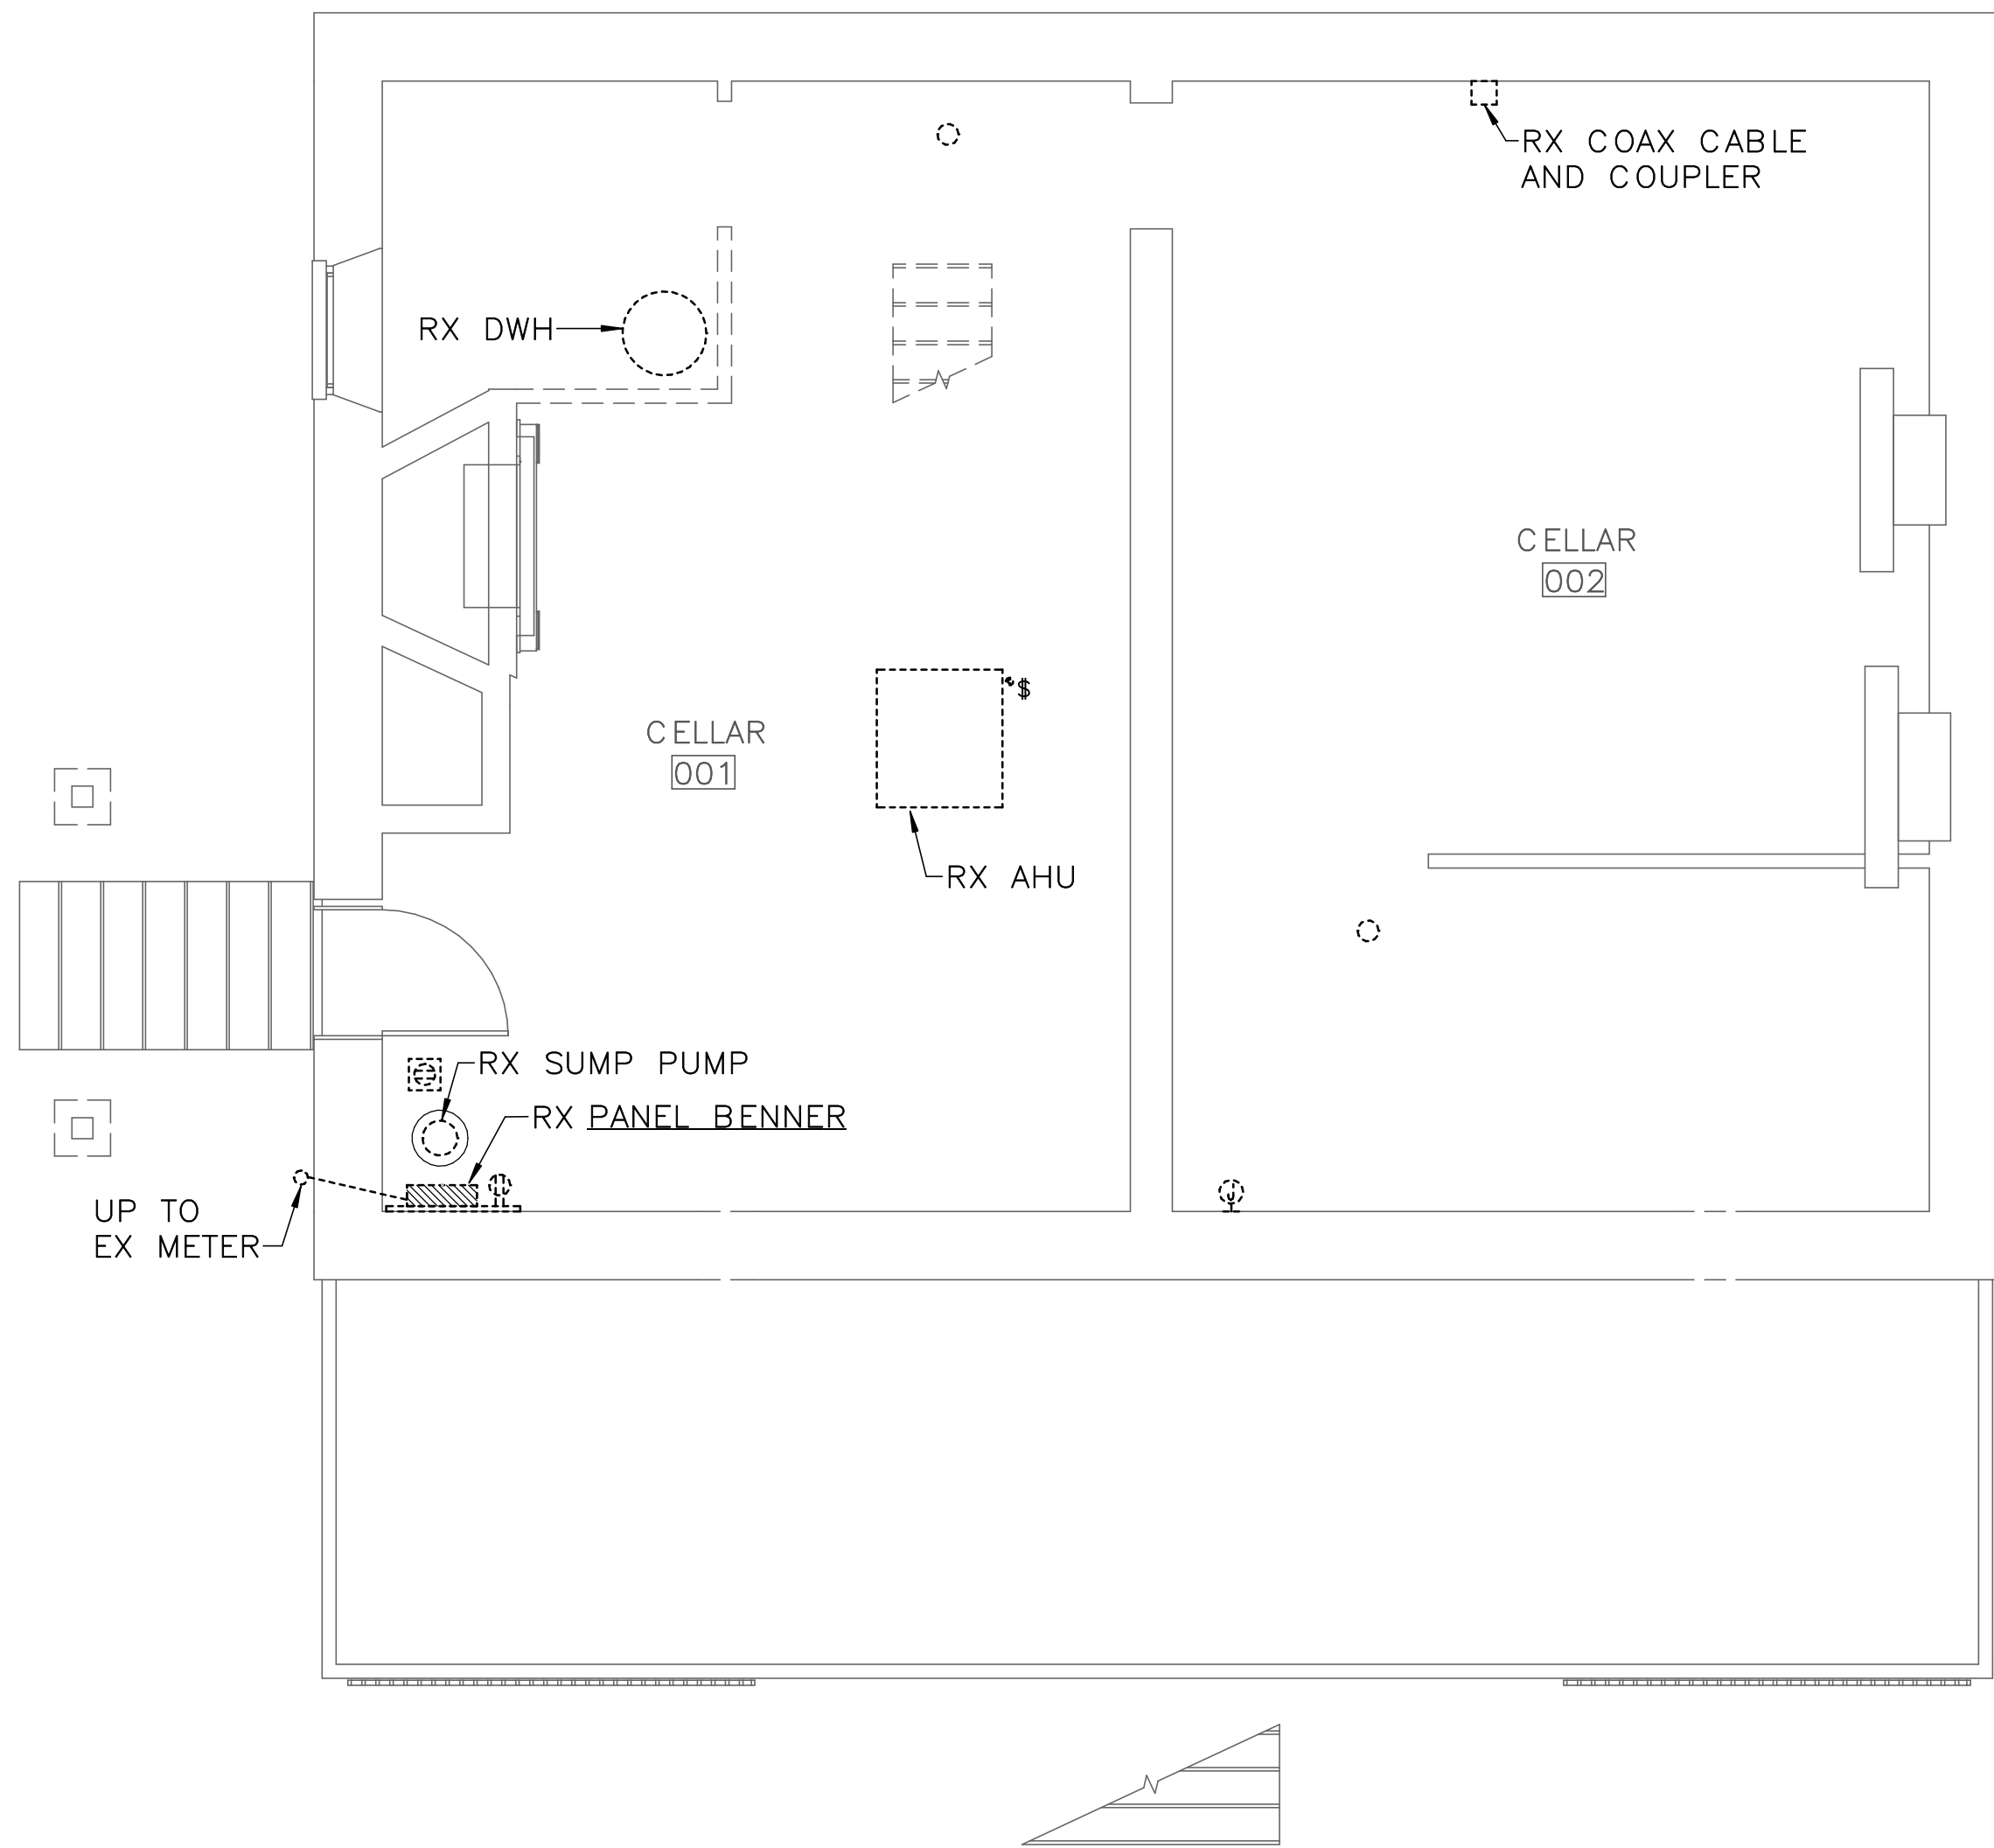 RX COAX CABLE
AND COUPLER
RX DWH
CELLAR
002
$
CELLAR
001
RX AHU
RX SUMP PUMP
RX PANEL BENNER
UP TO
EX METER
J